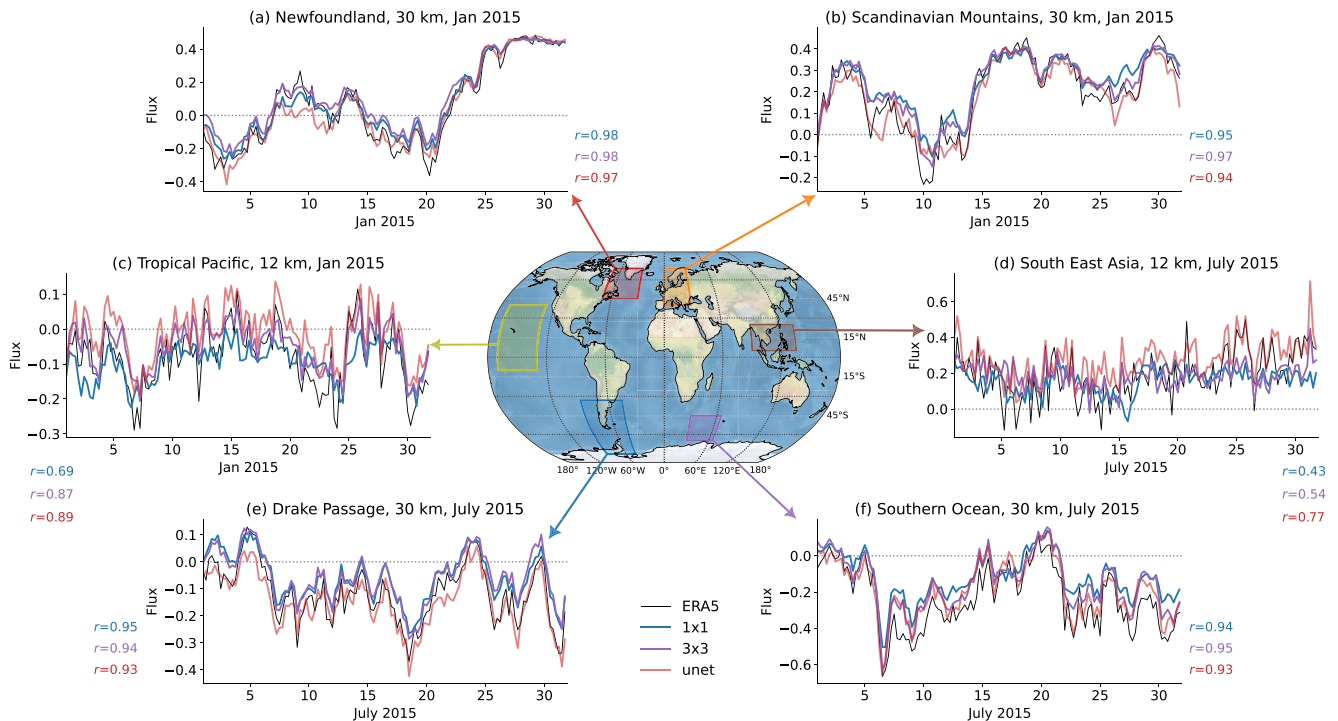 (a) Newfoundland, 30 km, Jan 2015
0.4
0.2
0.0
−0.2
−0.4
Flux
5 10 15 20 25 30
Jan 2015
r=0.98
r=0.98
r=0.97
(b) Scandinavian Mountains, 30 km, Jan 2015
0.4
0.3
0.2
0.1
0.0
−0.1
−0.2
Flux
5 10 15 20 25 30
Jan 2015
r=0.95
r=0.97
r=0.94
(c) Tropical Pacific, 12 km, Jan 2015
0.1
0.0
−0.1
−0.2
−0.3
Flux
5 10 15 20 25 30
Jan 2015
r=0.69
r=0.87
r=0.89
45°N
15°N
15°S
45°S
180° 120°W 60°W 0° 60°E 120°E 180°
(d) South East Asia, 12 km, July 2015
0.6
0.4
0.2
0.0
Flux
5 10 15 20 25 30
July 2015
r=0.43
r=0.54
r=0.77
(e) Drake Passage, 30 km, July 2015
0.1
0.0
−0.1
−0.2
−0.3
−0.4
Flux
5 10 15 20 25 30
July 2015
r=0.95
r=0.94
r=0.93
ERA5
1x1
3x3
unet
(f) Southern Ocean, 30 km, July 2015
0.0
−0.2
−0.4
−0.6
Flux
5 10 15 20 25 30
July 2015
r=0.94
r=0.95
r=0.93